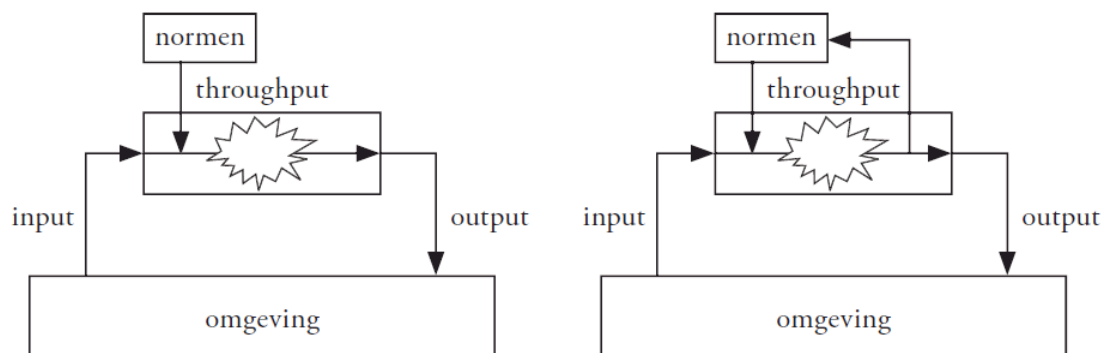 normen
throughput
input
output
omgeving
normen
throughput
input
output
omgeving